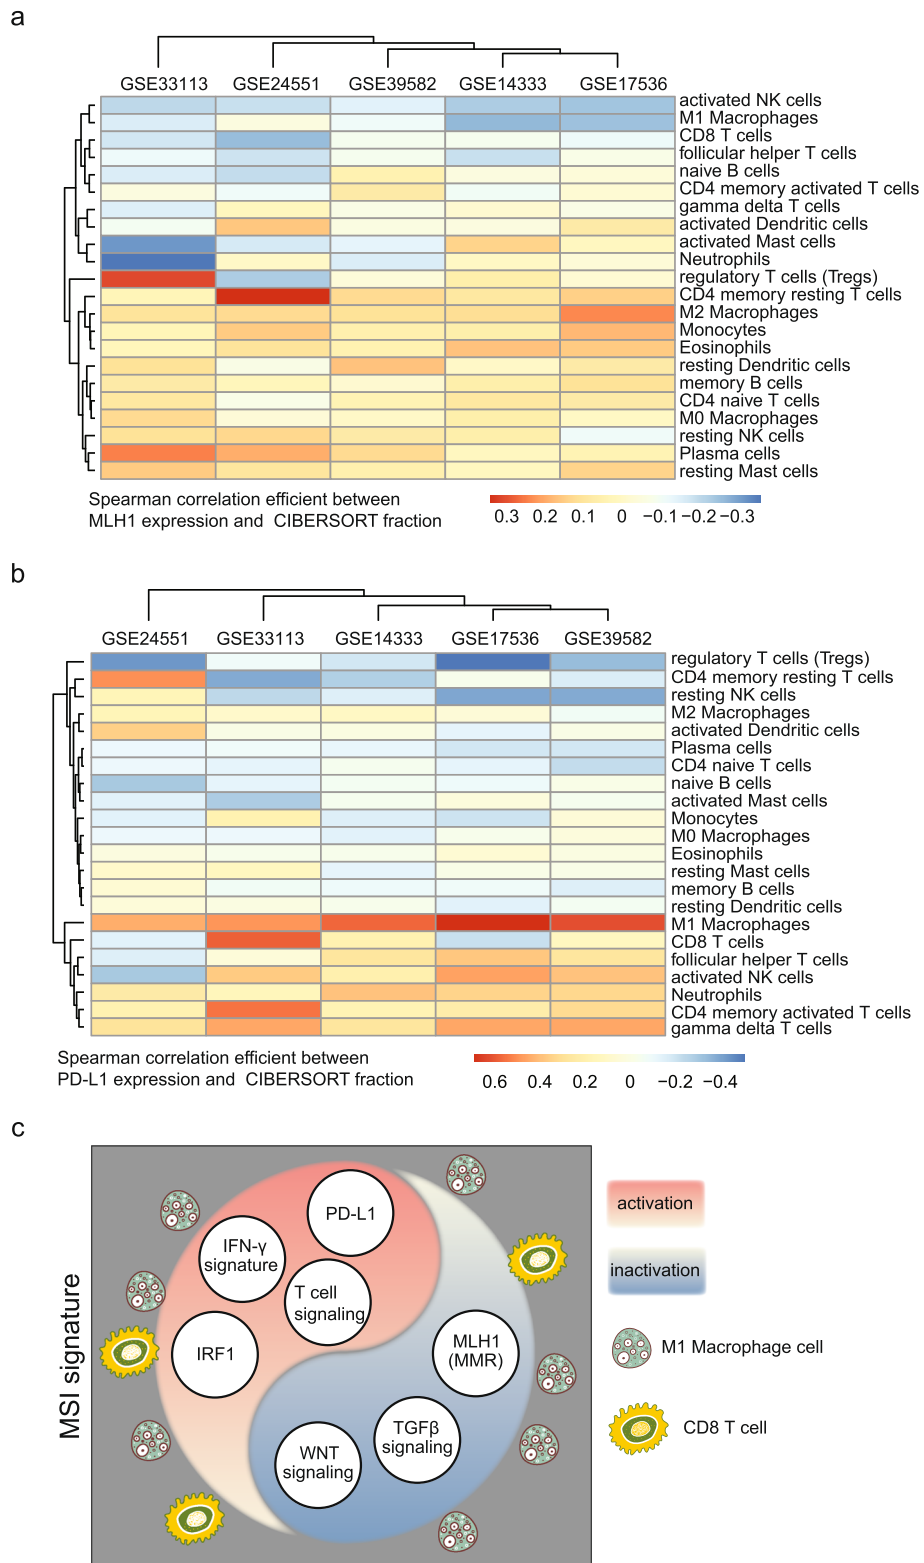 a
GSE33113 GSE24551 GSE39582 GSE14333 GSE17536
activated NK cells
M1 Macrophages
CD8 T cells
follicular helper T cells
naive B cells
CD4 memory activated T cells
gamma delta T cells
activated Dendritic cells
activated Mast cells
Neutrophils
regulatory T cells (Tregs)
CD4 memory resting T cells
M2 Macrophages
Monocytes
Eosinophils
resting Dendritic cells
memory B cells
CD4 naive T cells
M0 Macrophages
resting NK cells
Plasma cells
resting Mast cells
Spearman correlation efficient between
MLH1 expression and CIBERSORT fraction
0.3 0.2 0.1 0 −0.1 −0.2 −0.3
b
GSE24551 GSE33113 GSE14333 GSE17536 GSE39582
regulatory T cells (Tregs)
CD4 memory resting T cells
resting NK cells
M2 Macrophages
activated Dendritic cells
Plasma cells
CD4 naive T cells
naive B cells
activated Mast cells
Monocytes
M0 Macrophages
Eosinophils
resting Mast cells
memory B cells
resting Dendritic cells
M1 Macrophages
CD8 T cells
follicular helper T cells
activated NK cells
Neutrophils
CD4 memory activated T cells
gamma delta T cells
Spearman correlation efficient between
PD-L1 expression and CIBERSORT fraction
0.6 0.4 0.2 0 −0.2 −0.4
c
MSI signature
PD-L1
IFN-γ
signature
T cell
signaling
IRF1
MLH1
(MMR)
TGFβ
signaling
WNT
signaling
activation
inactivation
M1 Macrophage cell
CD8 T cell